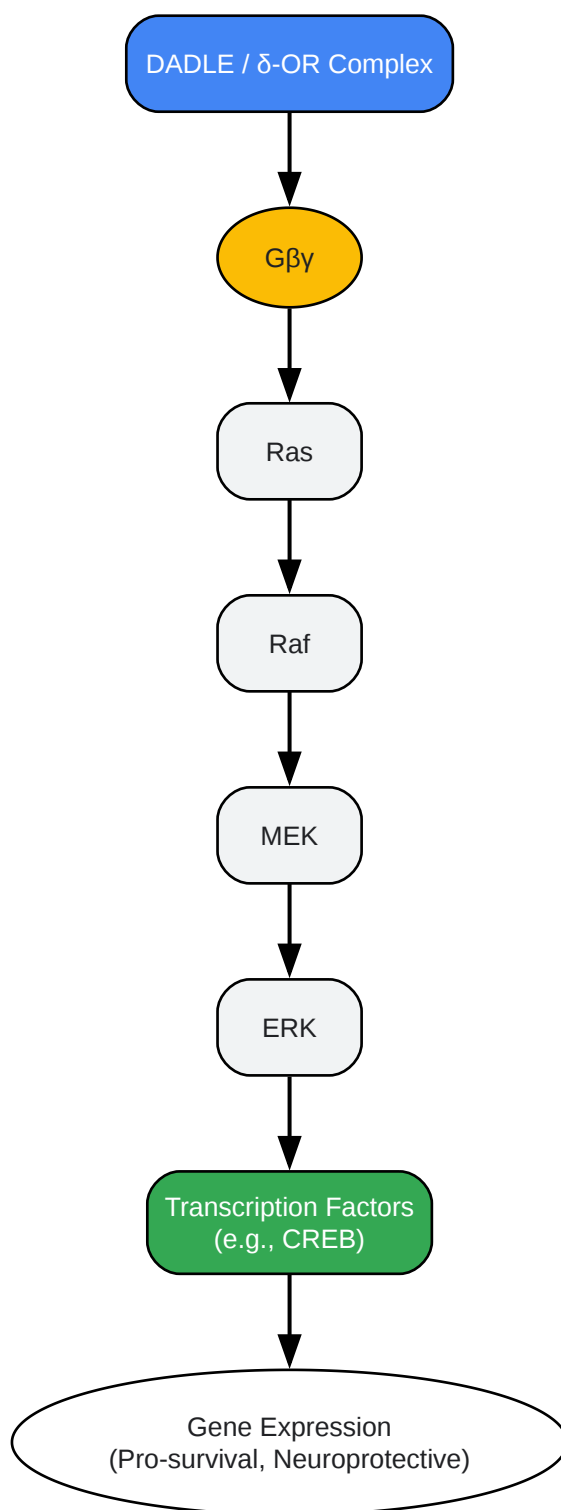 DADLE / δ-OR Complex
Gβγ
Ras
Raf
MEK
ERK
Transcription Factors
(e.g., CREB)
Gene Expression
(Pro-survival, Neuroprotective)